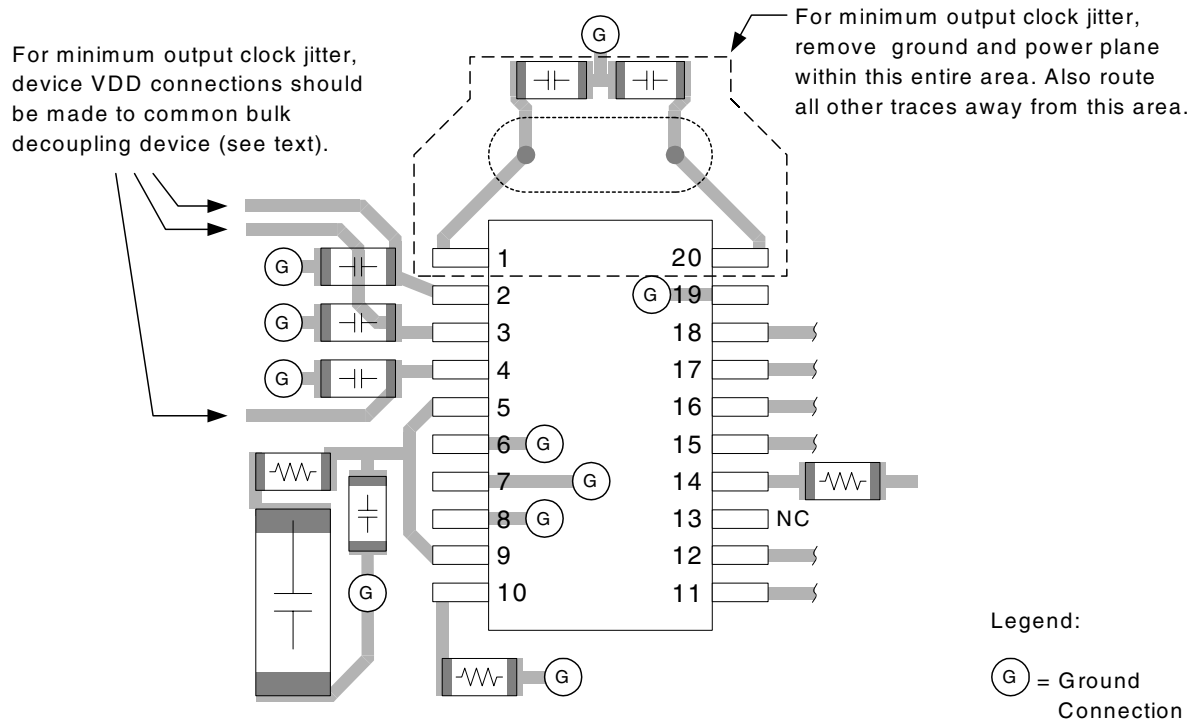 For minimum output clock jitter,
device VDD connections should
be made to common bulk
decoupling device (see text).
G
For minimum output clock jitter,
remove ground and power plane
within this entire area. Also route
all other traces away from this area.
G
1
20
2
G
19
G
3
18
G
4
17
5
16
6
G
15
7
G
14
8
G
13
NC
9
12
G
10
11
G
Legend:
G = Ground
Connection